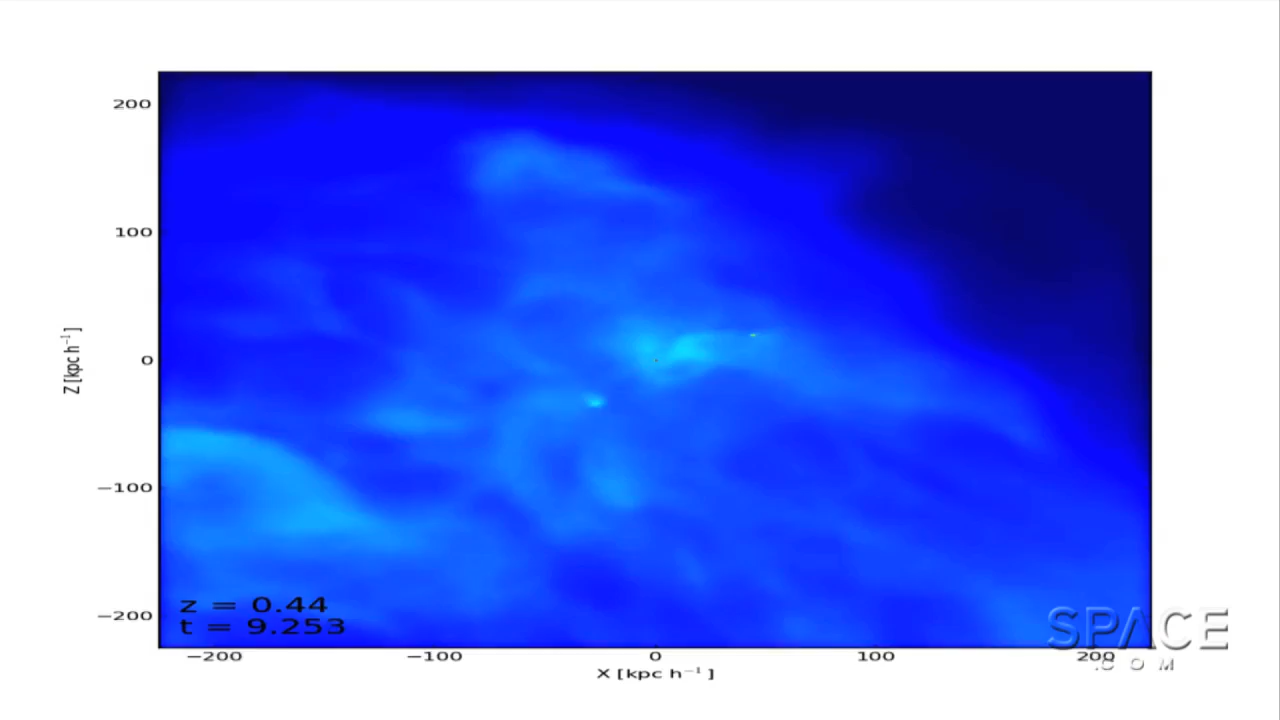 200
100
0
−100
−200
Z [kpc h⁻¹]
z = 0.44
t = 9.253
−200 −100 0 100 200
X [kpc h⁻¹]
SPACE
.COM